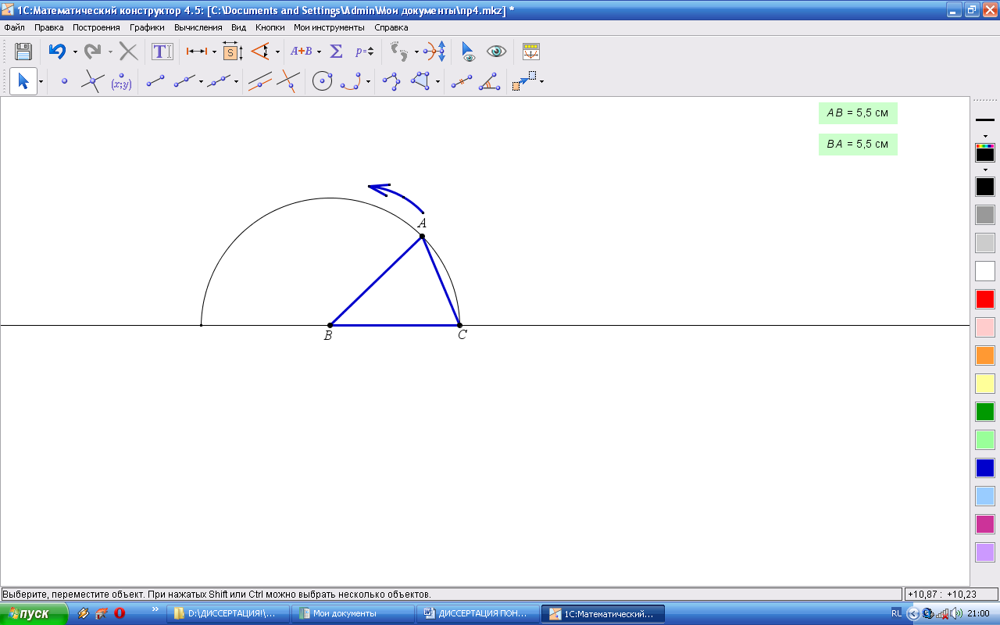 1С:Математический конструктор 4.5: [C:\Documents and Settings\Admin\Мои документы\пр4.mkz] *
Файл Правка Построения Графики Вычисления Вид Кнопки Мои инструменты Справка
T S A+B Σ P=
(x;y)
AB = 5,5 см
BA = 5,5 см
A
B C
Выберите, переместите объект. При нажатых Shift или Ctrl можно выбрать несколько объектов. +10,87 : +10,23
пуск » D:\ДИССЕРТАЦИЯ!\... Мои документы ДИССЕРТАЦИЯ ПОН... 1С:Математический... RL 21:00